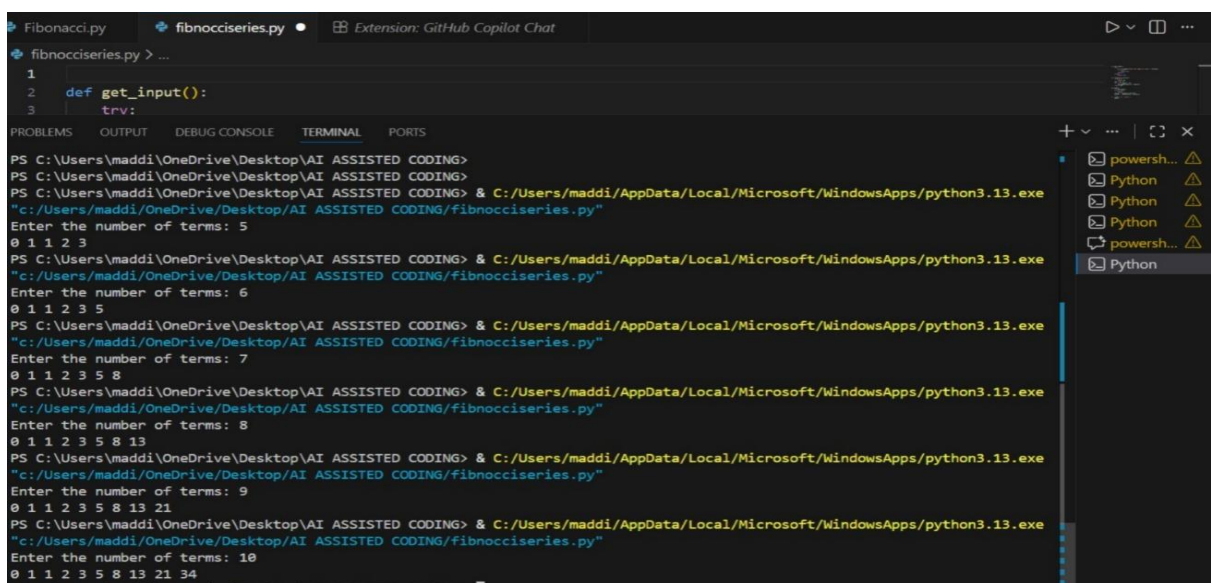 Fibonacci.py fibnocciseries.py Extension: GitHub Copilot Chat
fibnocciseries.py > ...
1
2 def get_input():
3 try:
PROBLEMS OUTPUT DEBUG CONSOLE TERMINAL PORTS
PS C:\Users\maddi\OneDrive\Desktop\AI ASSISTED CODING>
PS C:\Users\maddi\OneDrive\Desktop\AI ASSISTED CODING>
PS C:\Users\maddi\OneDrive\Desktop\AI ASSISTED CODING> & C:/Users/maddi/AppData/Local/Microsoft/WindowsApps/python3.13.exe
"c:/Users/maddi/OneDrive/Desktop/AI ASSISTED CODING/fibnocciseries.py"
Enter the number of terms: 5
0 1 1 2 3
PS C:\Users\maddi\OneDrive\Desktop\AI ASSISTED CODING> & C:/Users/maddi/AppData/Local/Microsoft/WindowsApps/python3.13.exe
"c:/Users/maddi/OneDrive/Desktop/AI ASSISTED CODING/fibnocciseries.py"
Enter the number of terms: 6
0 1 1 2 3 5
PS C:\Users\maddi\OneDrive\Desktop\AI ASSISTED CODING> & C:/Users/maddi/AppData/Local/Microsoft/WindowsApps/python3.13.exe
"c:/Users/maddi/OneDrive/Desktop/AI ASSISTED CODING/fibnocciseries.py"
Enter the number of terms: 7
0 1 1 2 3 5 8
PS C:\Users\maddi\OneDrive\Desktop\AI ASSISTED CODING> & C:/Users/maddi/AppData/Local/Microsoft/WindowsApps/python3.13.exe
"c:/Users/maddi/OneDrive/Desktop/AI ASSISTED CODING/fibnocciseries.py"
Enter the number of terms: 8
0 1 1 2 3 5 8 13
PS C:\Users\maddi\OneDrive\Desktop\AI ASSISTED CODING> & C:/Users/maddi/AppData/Local/Microsoft/WindowsApps/python3.13.exe
"c:/Users/maddi/OneDrive/Desktop/AI ASSISTED CODING/fibnocciseries.py"
Enter the number of terms: 9
0 1 1 2 3 5 8 13 21
PS C:\Users\maddi\OneDrive\Desktop\AI ASSISTED CODING> & C:/Users/maddi/AppData/Local/Microsoft/WindowsApps/python3.13.exe
"c:/Users/maddi/OneDrive/Desktop/AI ASSISTED CODING/fibnocciseries.py"
Enter the number of terms: 10
0 1 1 2 3 5 8 13 21 34
powersh...
Python
Python
Python
powersh...
Python